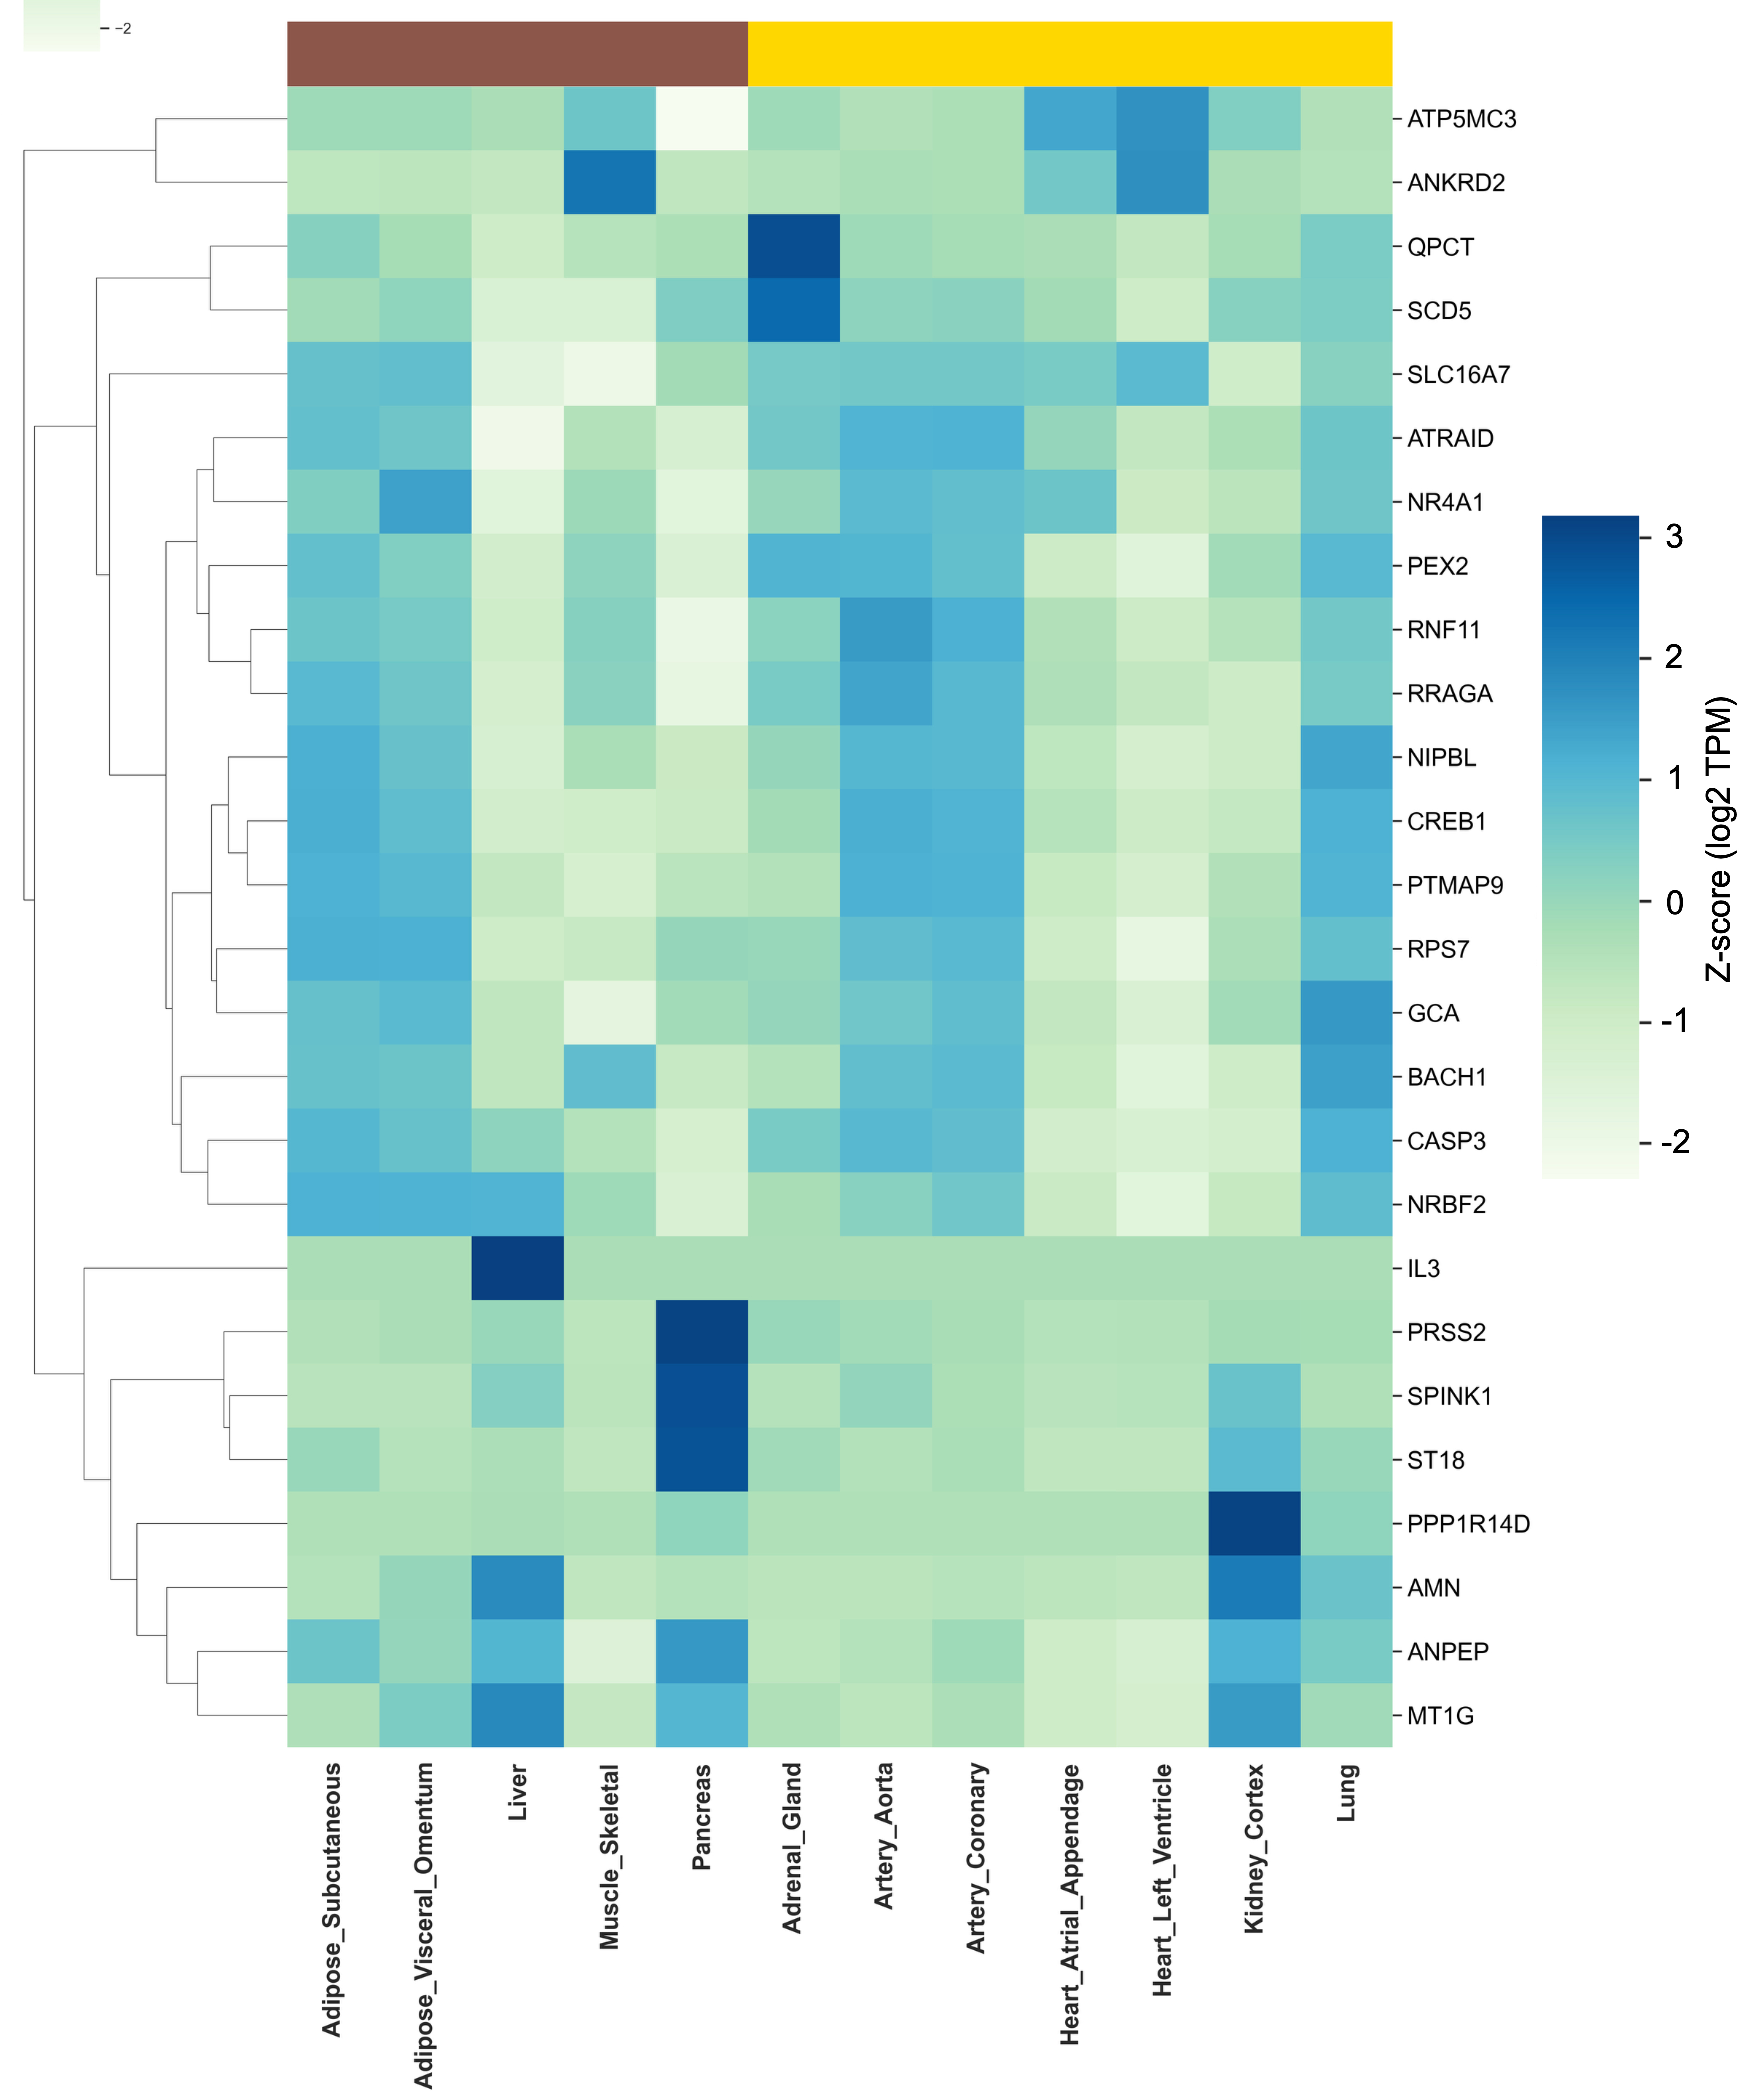 -2
ATP5MC3
ANKRD2
QPCT
SCD5
SLC16A7
ATRAID
NR4A1
PEX2
RNF11
RRAGA
NIPBL
CREB1
PTMAP9
RPS7
GCA
BACH1
CASP3
NRBF2
IL3
PRSS2
SPINK1
ST18
PPP1R14D
AMN
ANPEP
MT1G
3
2
1
0
-1
-2
Z-score (log2 TPM)
Adipose_Subcutaneous
Adipose_Visceral_Omentum
Liver
Muscle_Skeletal
Pancreas
Adrenal_Gland
Artery_Aorta
Artery_Coronary
Heart_Atrial_Appendage
Heart_Left_Ventricle
Kidney_Cortex
Lung